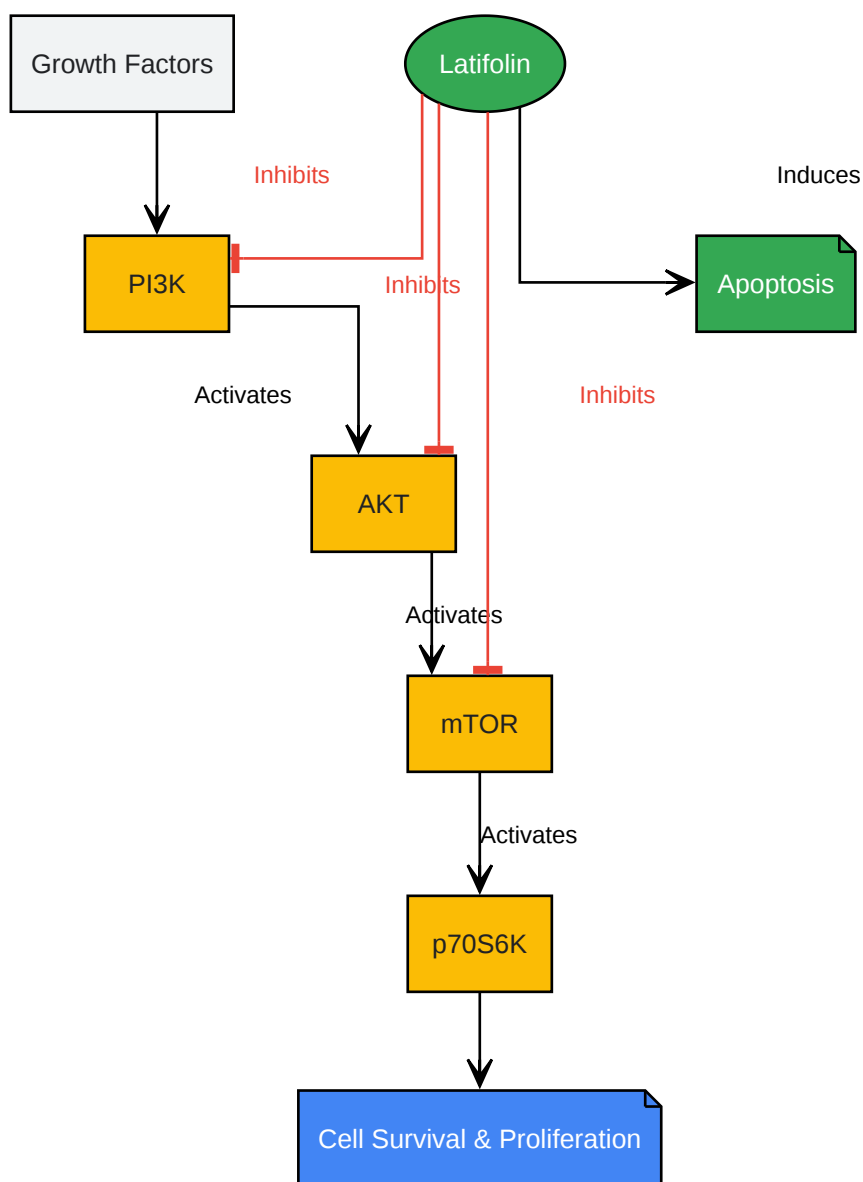 Growth Factors
Latifolin
Inhibits
Induces
PI3K
Inhibits
Apoptosis
Activates
Inhibits
AKT
Activates
mTOR
Activates
p70S6K
Cell Survival & Proliferation